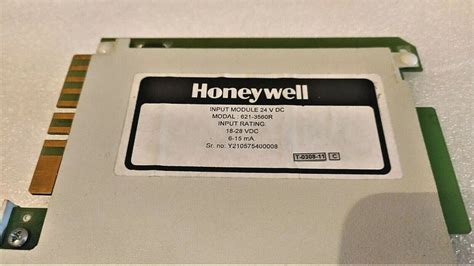 Honeywell
INPUT MODULE 24 V DC
MODAL : 621-3560R
INPUT RATING
18-28 VDC
6-15 mA
Sr. no: Y210575400008
T-0308-11 C